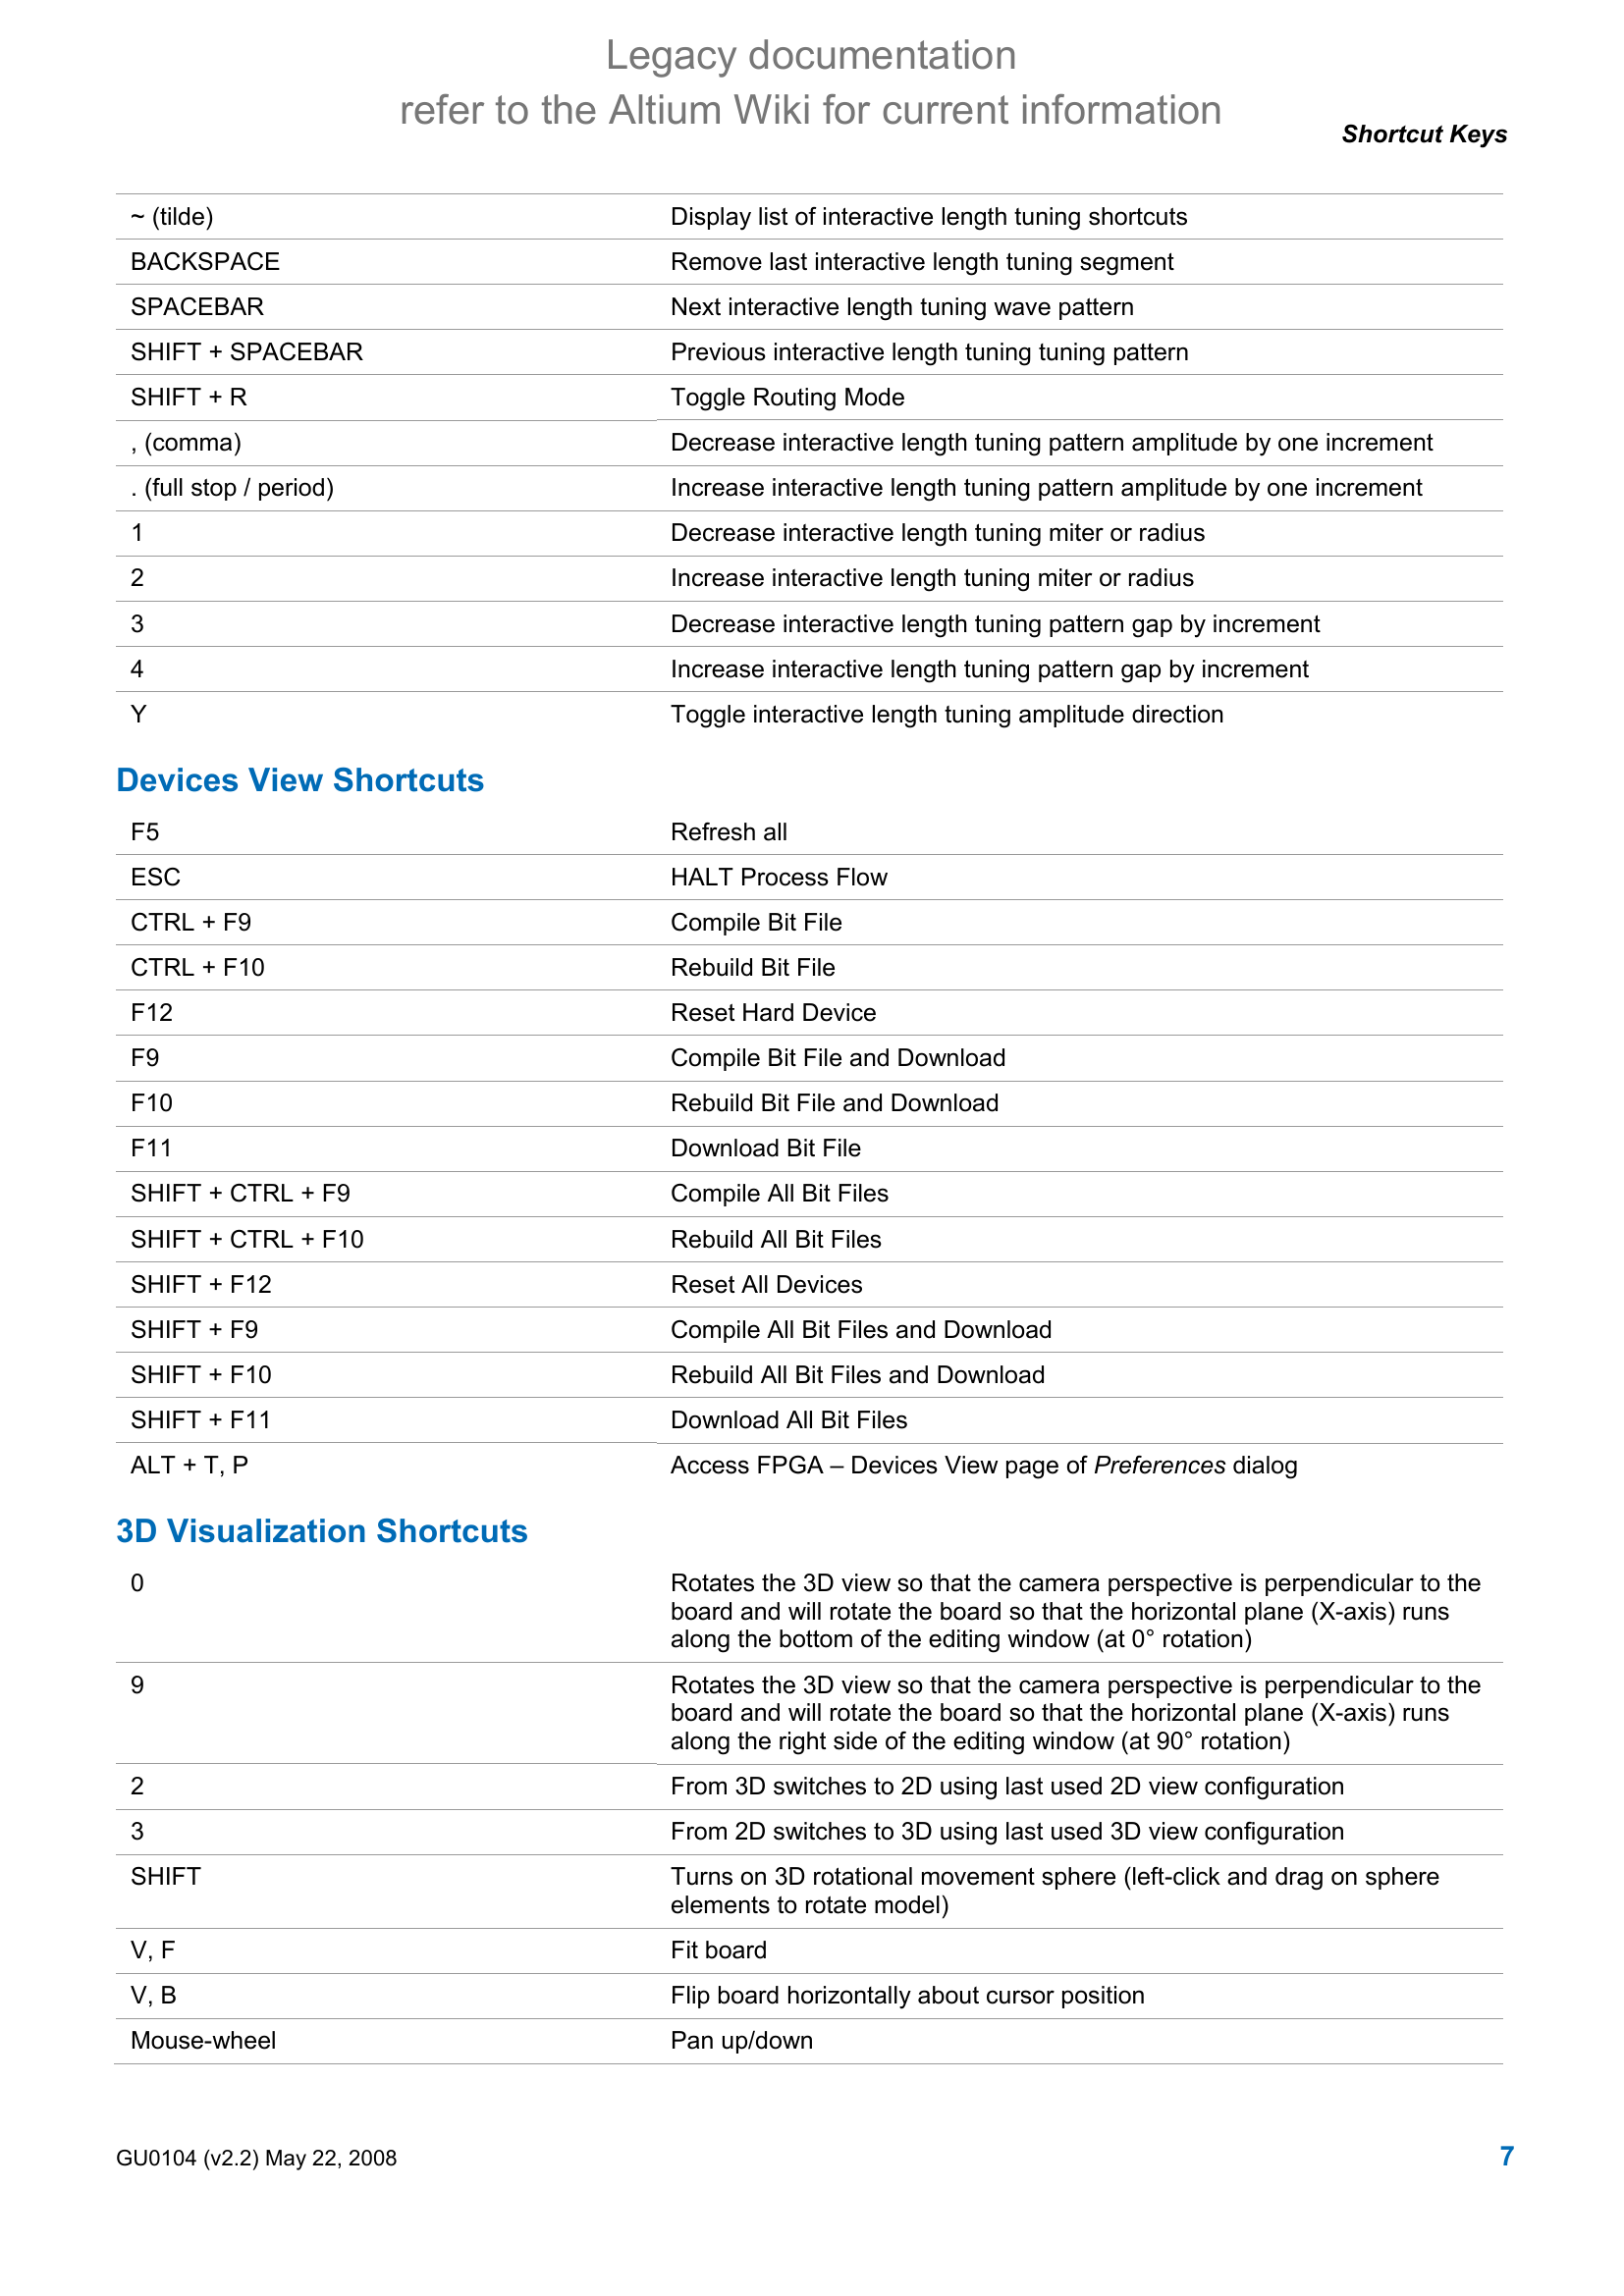 Legacy documentation
refer to the Altium Wiki for current information
Shortcut Keys
~ (tilde) Display list of interactive length tuning shortcuts
BACKSPACE Remove last interactive length tuning segment
SPACEBAR Next interactive length tuning wave pattern
SHIFT + SPACEBAR Previous interactive length tuning tuning pattern
SHIFT + R Toggle Routing Mode
, (comma) Decrease interactive length tuning pattern amplitude by one increment
. (full stop / period) Increase interactive length tuning pattern amplitude by one increment
1 Decrease interactive length tuning miter or radius
2 Increase interactive length tuning miter or radius
3 Decrease interactive length tuning pattern gap by increment
4 Increase interactive length tuning pattern gap by increment
Y Toggle interactive length tuning amplitude direction
Devices View Shortcuts
F5 Refresh all
ESC HALT Process Flow
CTRL + F9 Compile Bit File
CTRL + F10 Rebuild Bit File
F12 Reset Hard Device
F9 Compile Bit File and Download
F10 Rebuild Bit File and Download
F11 Download Bit File
SHIFT + CTRL + F9 Compile All Bit Files
SHIFT + CTRL + F10 Rebuild All Bit Files
SHIFT + F12 Reset All Devices
SHIFT + F9 Compile All Bit Files and Download
SHIFT + F10 Rebuild All Bit Files and Download
SHIFT + F11 Download All Bit Files
ALT + T, P Access FPGA – Devices View page of Preferences dialog
3D Visualization Shortcuts
0 Rotates the 3D view so that the camera perspective is perpendicular to the
board and will rotate the board so that the horizontal plane (X-axis) runs
along the bottom of the editing window (at 0° rotation)
9 Rotates the 3D view so that the camera perspective is perpendicular to the
board and will rotate the board so that the horizontal plane (X-axis) runs
along the right side of the editing window (at 90° rotation)
2 From 3D switches to 2D using last used 2D view configuration
3 From 2D switches to 3D using last used 3D view configuration
SHIFT Turns on 3D rotational movement sphere (left-click and drag on sphere
elements to rotate model)
V, F Fit board
V, B Flip board horizontally about cursor position
Mouse-wheel Pan up/down
GU0104 (v2.2) May 22, 2008 7